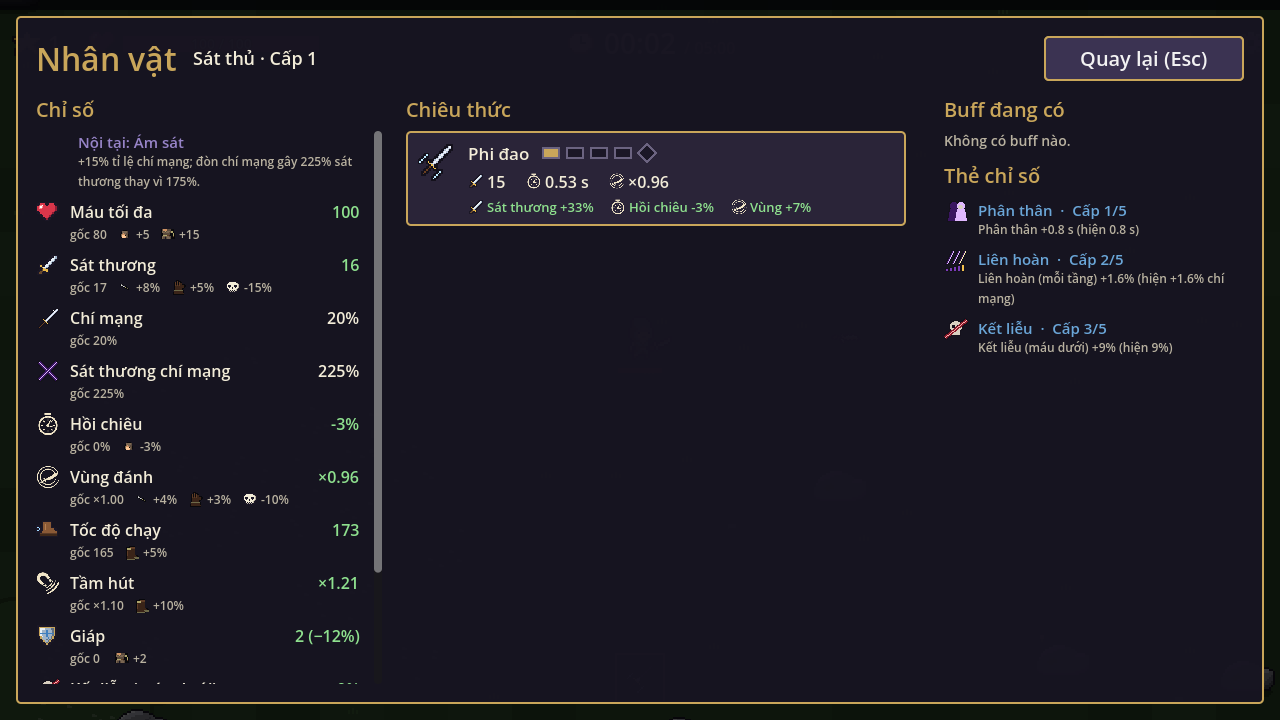 Nhân vật
Sát thủ · Cấp 1
Quay lại (Esc)
Chỉ số
Nội tại: Ám sát
+15% tỉ lệ chí mạng; đòn chí mạng gây 225% sát
thương thay vì 175%.
Máu tối đa 100
gốc 80 +5 +15
Sát thương 16
gốc 17 +8% +5% -15%
Chí mạng 20%
gốc 20%
Sát thương chí mạng 225%
gốc 225%
Hồi chiêu -3%
gốc 0% -3%
Vùng đánh ×0.96
gốc ×1.00 +4% +3% -10%
Tốc độ chạy 173
gốc 165 +5%
Tầm hút ×1.21
gốc ×1.10 +10%
Giáp 2 (−12%)
gốc 0 +2
Chiêu thức
Phi đao
15 0.53 s ×0.96
Sát thương +33% Hồi chiêu -3% Vùng +7%
Buff đang có
Không có buff nào.
Thẻ chỉ số
Phân thân · Cấp 1/5
Phân thân +0.8 s (hiện 0.8 s)
Liên hoàn · Cấp 2/5
Liên hoàn (mỗi tầng) +1.6% (hiện +1.6% chí
mạng)
Kết liễu · Cấp 3/5
Kết liễu (máu dưới) +9% (hiện 9%)